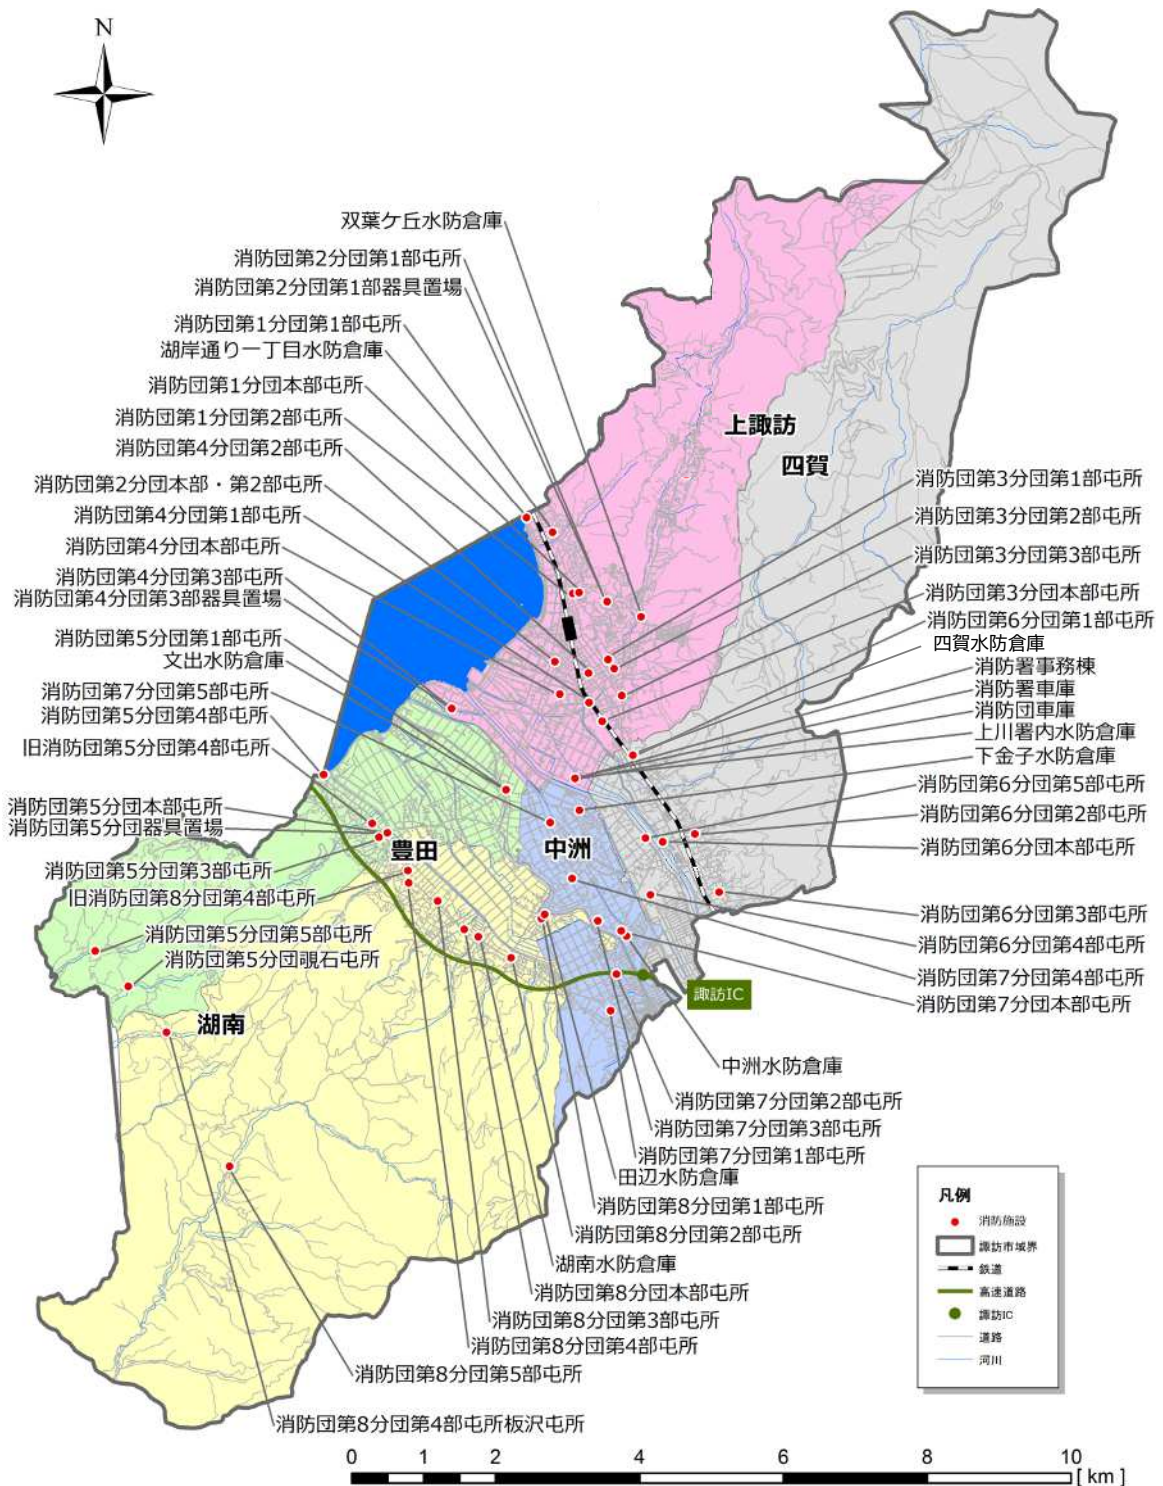 N
双葉ケ丘水防倉庫
消防団第2分団第1部屯所
消防団第2分団第1部器具置場
消防団第1分団第1部屯所
湖岸通り一丁目水防倉庫
消防団第1分団本部屯所
消防団第1分団第2部屯所
消防団第4分団第2部屯所
消防団第2分団本部・第2部屯所
消防団第4分団第1部屯所
消防団第4分団本部屯所
消防団第4分団第3部屯所
消防団第4分団第3部器具置場
消防団第5分団第1部屯所
文出水防倉庫
消防団第7分団第5部屯所
消防団第5分団第4部屯所
旧消防団第5分団第4部屯所
消防団第5分団本部屯所
消防団第5分団器具置場
消防団第5分団第3部屯所
旧消防団第8分団第4部屯所
消防団第5分団第5部屯所
消防団第5分団覗石屯所
上諏訪
四賀
豊田
中洲
湖南
諏訪IC
消防団第3分団第1部屯所
消防団第3分団第2部屯所
消防団第3分団第3部屯所
消防団第3分団本部屯所
消防団第6分団第1部屯所
四賀水防倉庫
消防署事務棟
消防署車庫
消防団車庫
上川署内水防倉庫
下金子水防倉庫
消防団第6分団第5部屯所
消防団第6分団第2部屯所
消防団第6分団本部屯所
消防団第6分団第3部屯所
消防団第6分団第4部屯所
消防団第7分団第4部屯所
消防団第7分団本部屯所
中洲水防倉庫
消防団第7分団第2部屯所
消防団第7分団第3部屯所
消防団第7分団第1部屯所
田辺水防倉庫
消防団第8分団第1部屯所
消防団第8分団第2部屯所
湖南水防倉庫
消防団第8分団本部屯所
消防団第8分団第3部屯所
消防団第8分団第4部屯所
消防団第8分団第5部屯所
消防団第8分団第4部屯所板沢屯所
凡例
消防施設
諏訪市域界
鉄道
高速道路
諏訪IC
道路
河川
0 1 2 4 6 8 10
[ km ]